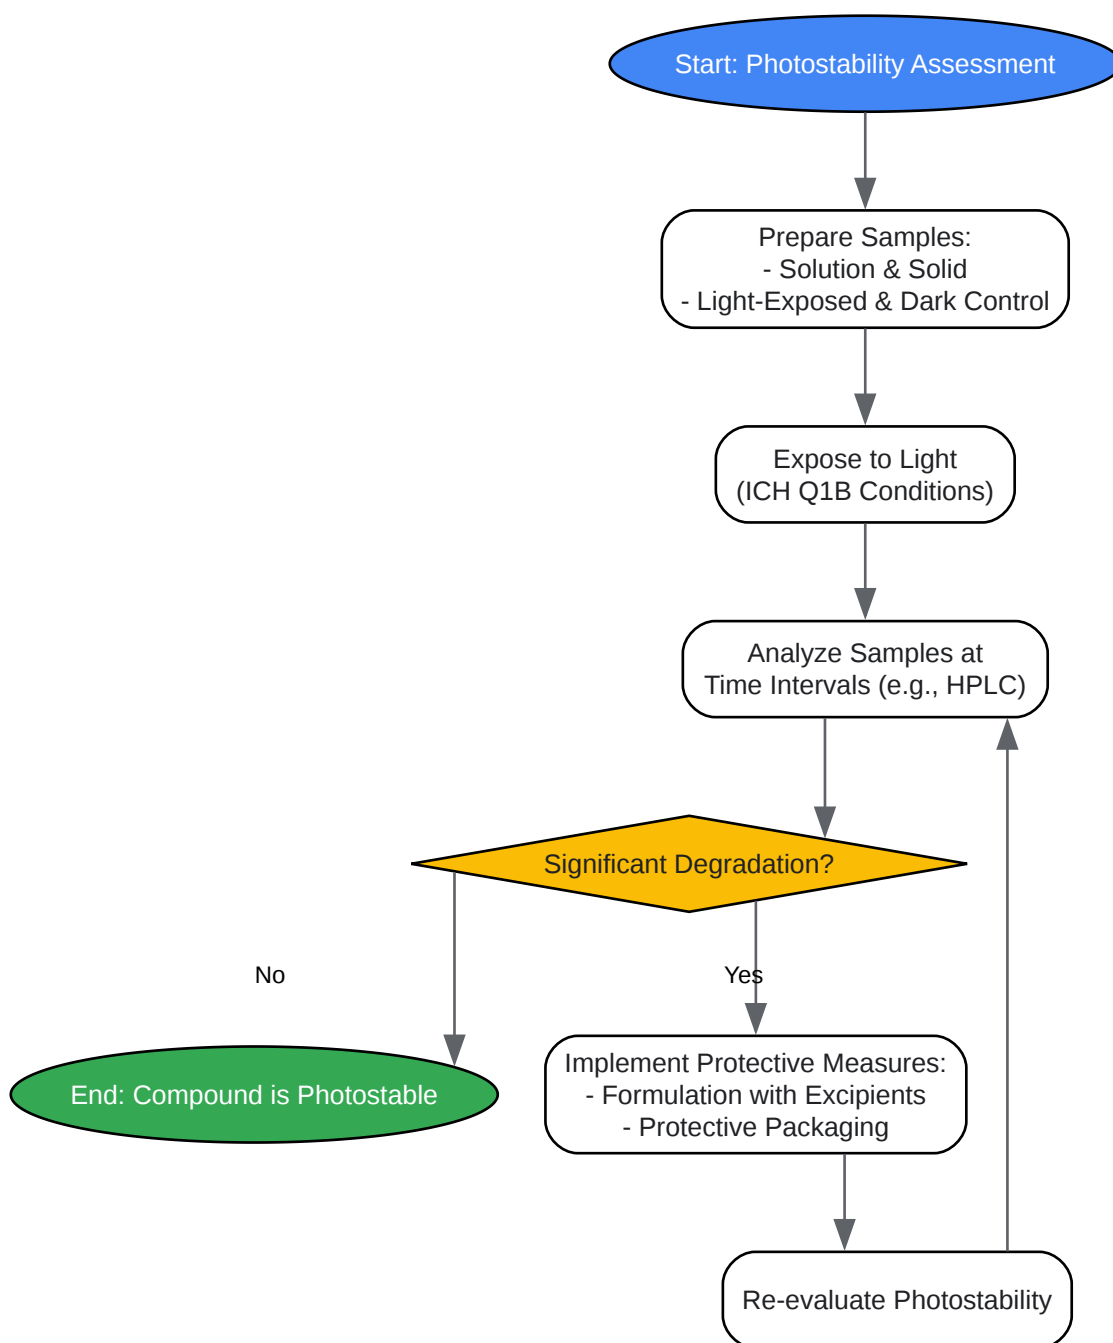 Start: Photostability Assessment
Prepare Samples:
- Solution & Solid
- Light-Exposed & Dark Control
Expose to Light
(ICH Q1B Conditions)
Analyze Samples at
Time Intervals (e.g., HPLC)
Significant Degradation?
No
Yes
End: Compound is Photostable
Implement Protective Measures:
- Formulation with Excipients
- Protective Packaging
Re-evaluate Photostability